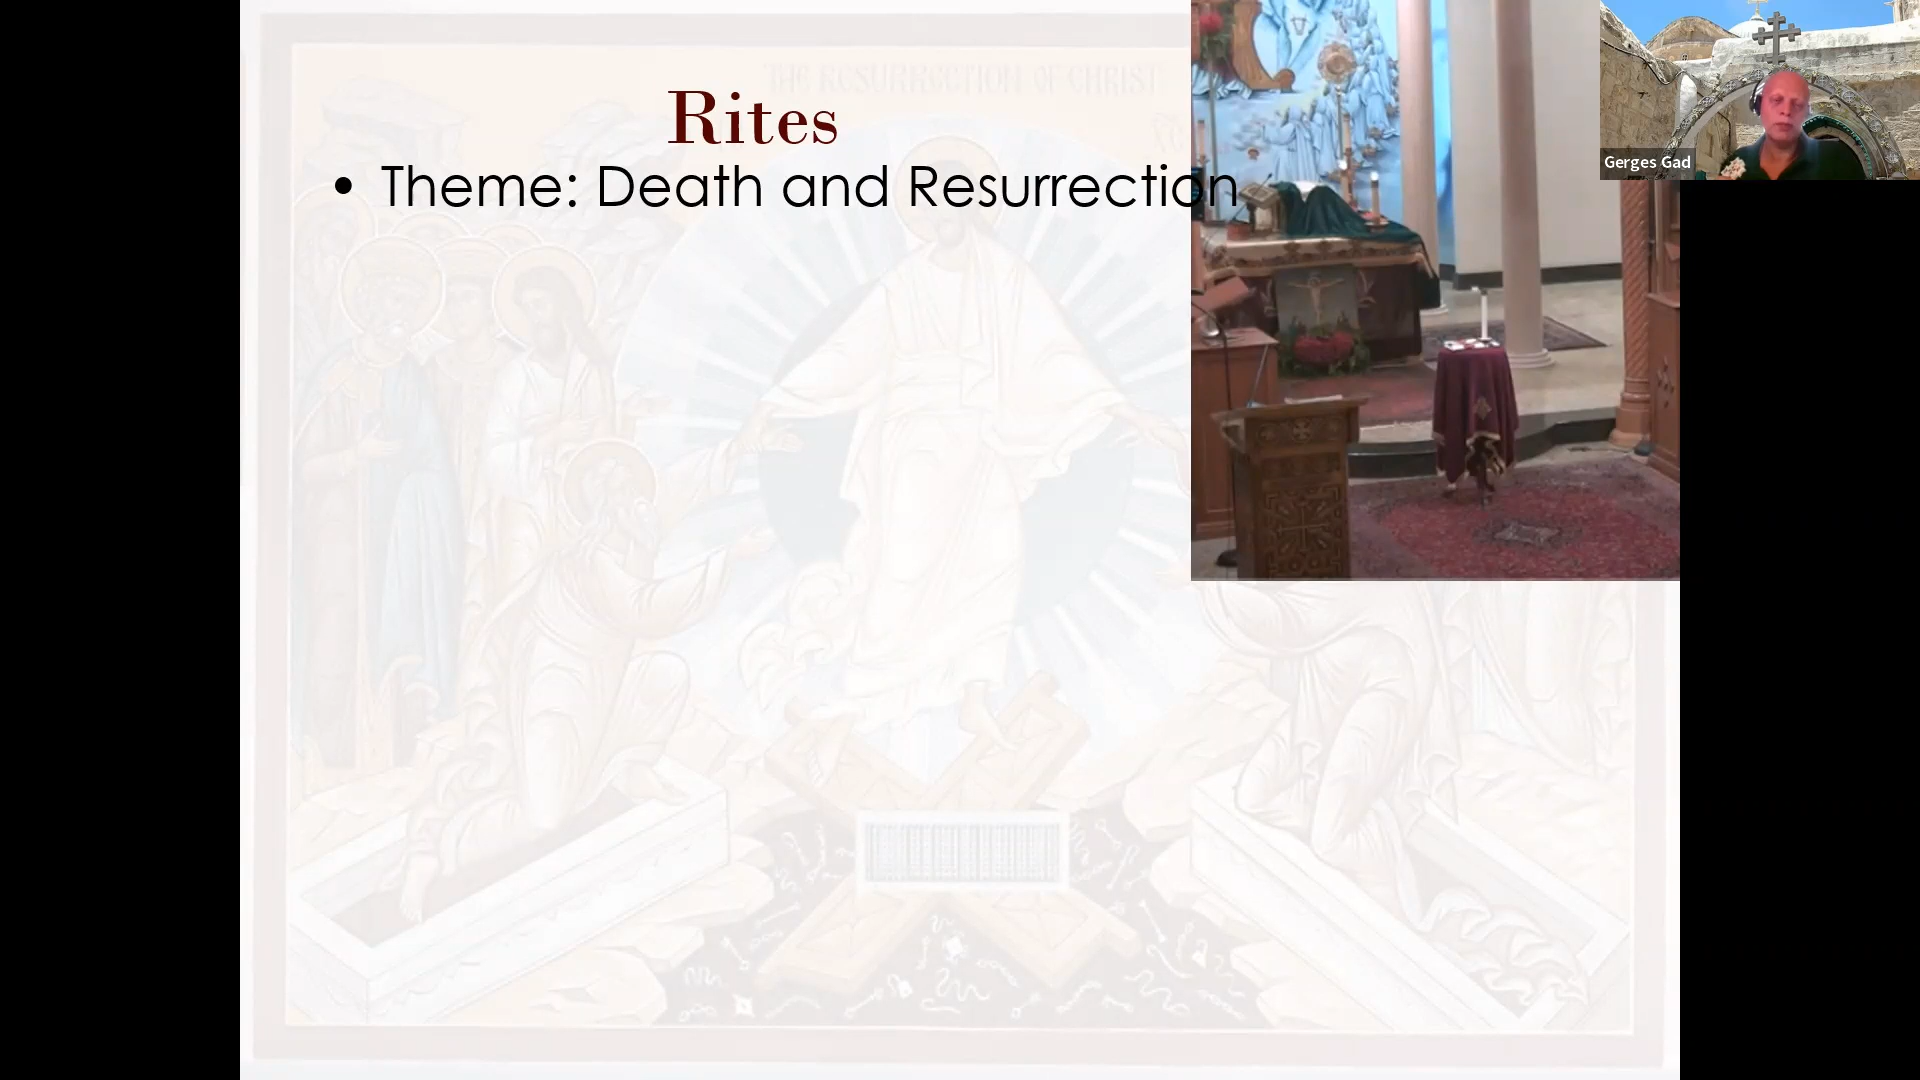 THE RESURRECTION OF CHRIST
Rites
• Theme: Death and Resurrection
Gerges Gad